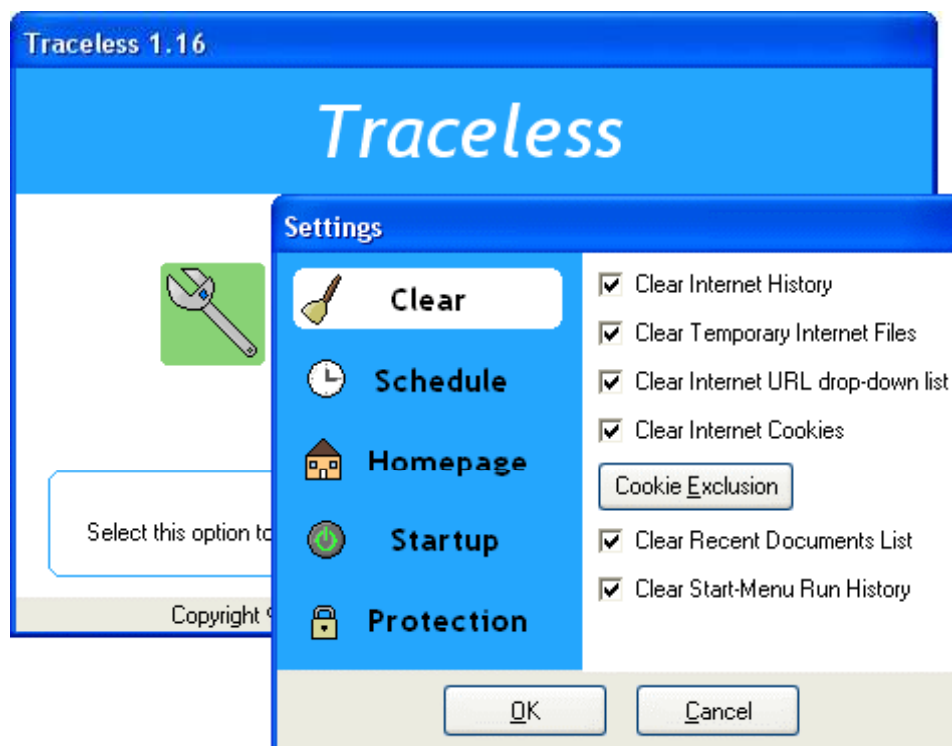 Traceless 1.16
Traceless
Select this option to
Copyright
Settings
Clear
Schedule
Homepage
Startup
Protection
Clear Internet History
Clear Temporary Internet Files
Clear Internet URL drop-down list
Clear Internet Cookies
Cookie Exclusion
Clear Recent Documents List
Clear Start-Menu Run History
OK
Cancel